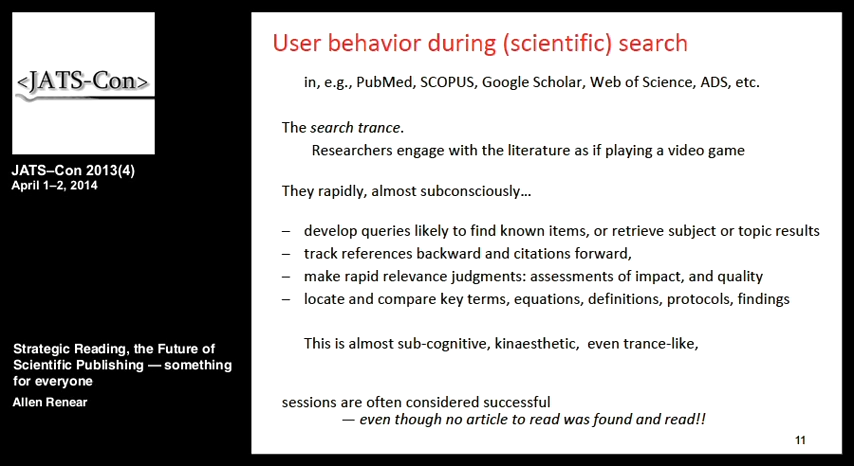 <JATS-Con>
JATS–Con 2013(4)
April 1–2, 2014
Strategic Reading, the Future of
Scientific Publishing — something
for everyone
Allen Renear
User behavior during (scientific) search
in, e.g., PubMed, SCOPUS, Google Scholar, Web of Science, ADS, etc.
The search trance.
Researchers engage with the literature as if playing a video game
They rapidly, almost subconsciously…
– develop queries likely to find known items, or retrieve subject or topic results
– track references backward and citations forward,
– make rapid relevance judgments: assessments of impact, and quality
– locate and compare key terms, equations, definitions, protocols, findings
This is almost sub-cognitive, kinaesthetic, even trance-like,
sessions are often considered successful
— even though no article to read was found and read!!
11